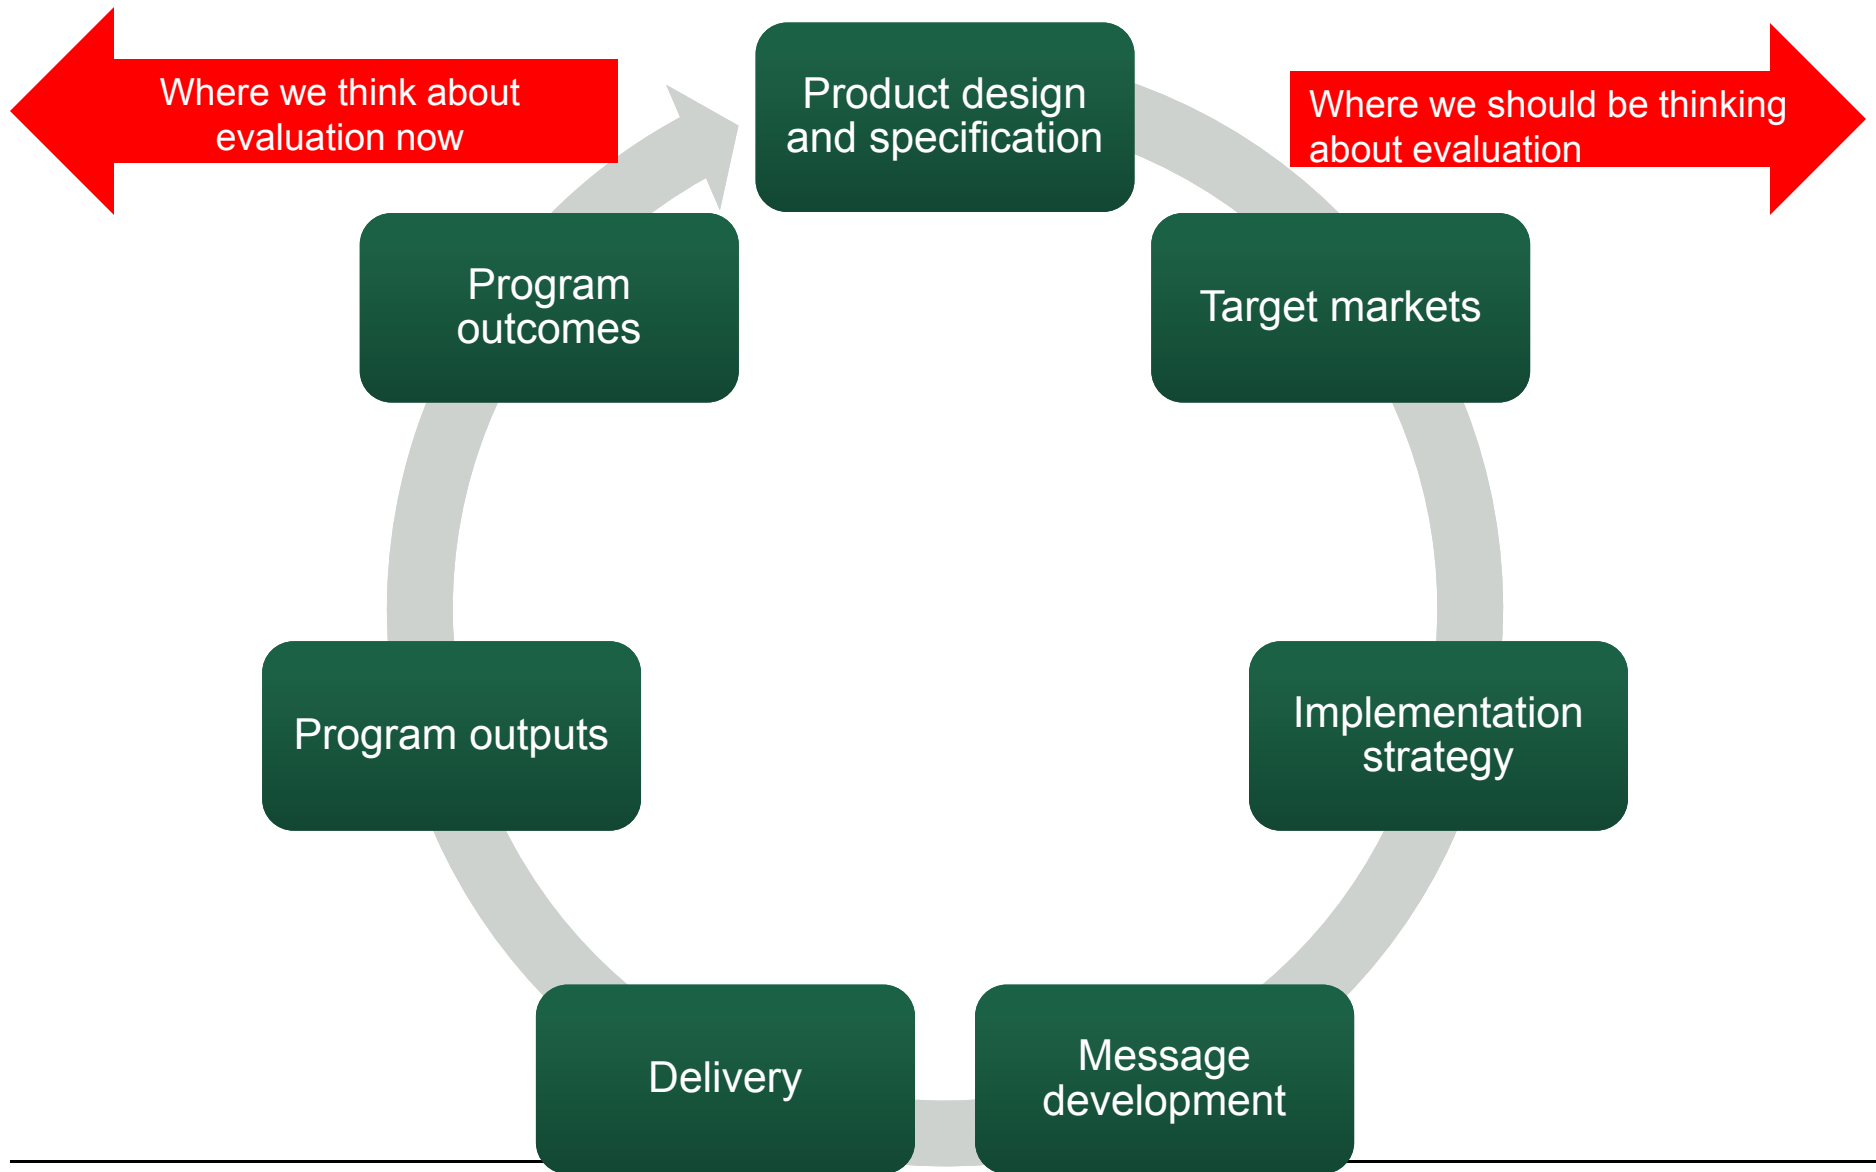 Where we think about
evaluation now
Product design
and specification
Where we should be thinking
about evaluation
Program
outcomes
Target markets
Program outputs
Implementation
strategy
Delivery
Message
development